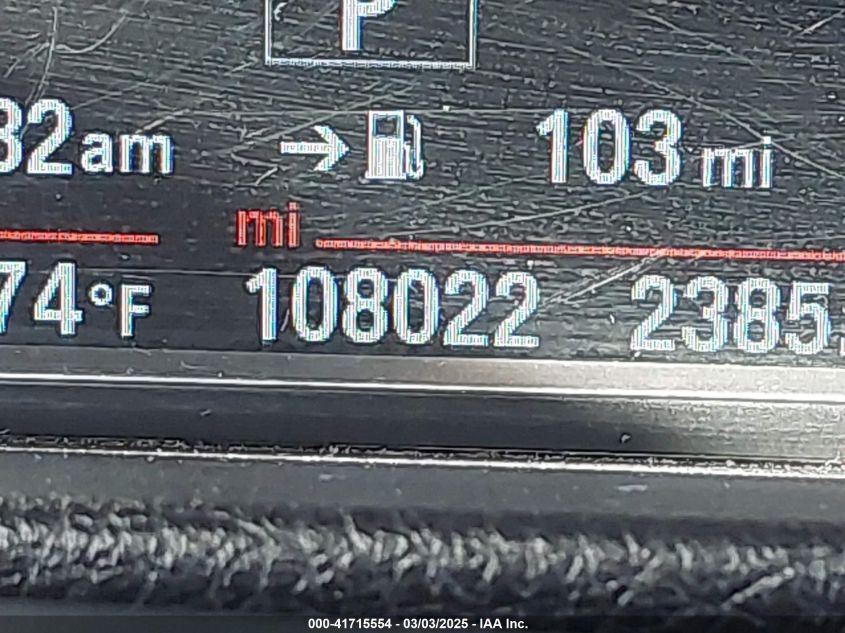 P
32am → 103 mi
mi
74°F 108022 2385.
000-41715554 - 03/03/2025 - IAA Inc.